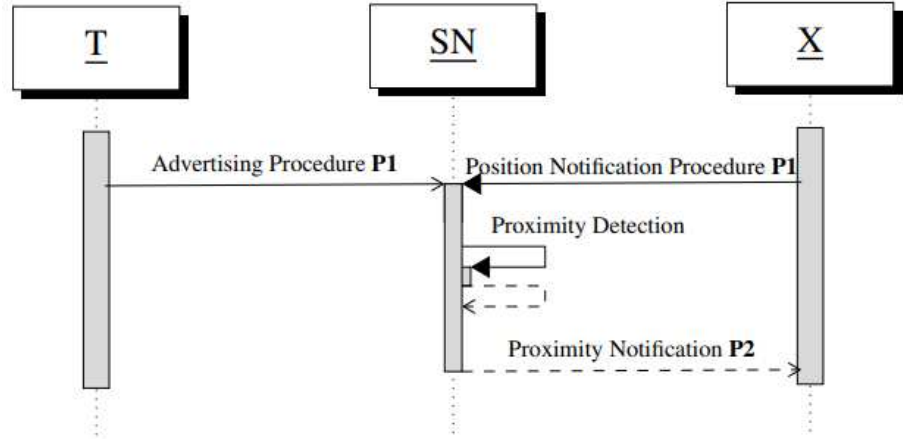 T
SN
X
Advertising Procedure P1
Position Notification Procedure P1
Proximity Detection
Proximity Notification P2